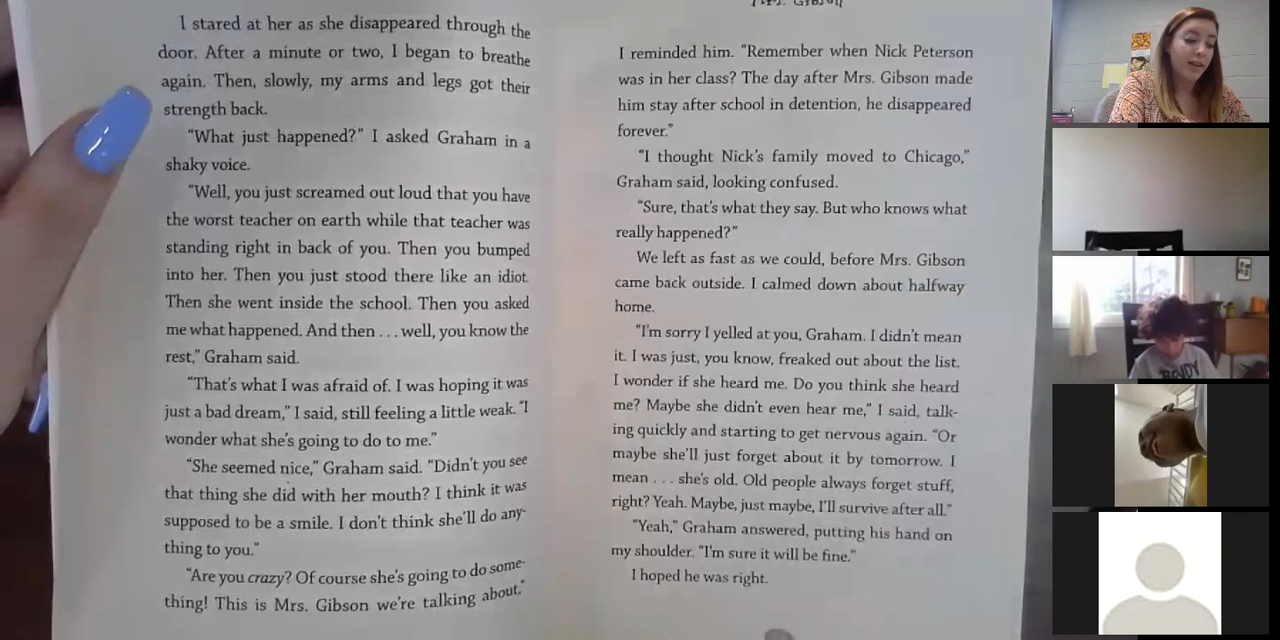 I stared at her as she disappeared through the
door. After a minute or two, I began to breathe
again. Then, slowly, my arms and legs got their
strength back.
"What just happened?" I asked Graham in a
shaky voice.
"Well, you just screamed out loud that you have
the worst teacher on earth while that teacher was
standing right in back of you. Then you bumped
into her. Then you just stood there like an idiot.
Then she went inside the school. Then you asked
me what happened. And then . . . well, you know the
rest," Graham said.
"That's what I was afraid of. I was hoping it was
just a bad dream," I said, still feeling a little weak. "I
wonder what she's going to do to me."
"She seemed nice," Graham said. "Didn't you see
that thing she did with her mouth? I think it was
supposed to be a smile. I don't think she'll do any-
thing to you."
"Are you crazy? Of course she's going to do some-
thing! This is Mrs. Gibson we're talking about,"
I reminded him. "Remember when Nick Peterson
was in her class? The day after Mrs. Gibson made
him stay after school in detention, he disappeared
forever."
"I thought Nick's family moved to Chicago,"
Graham said, looking confused.
"Sure, that's what they say. But who knows what
really happened?"
We left as fast as we could, before Mrs. Gibson
came back outside. I calmed down about halfway
home.
"I'm sorry I yelled at you, Graham. I didn't mean
it. I was just, you know, freaked out about the list.
I wonder if she heard me. Do you think she heard
me? Maybe she didn't even hear me," I said, talk-
ing quickly and starting to get nervous again. "Or
maybe she'll just forget about it by tomorrow. I
mean . . . she's old. Old people always forget stuff,
right? Yeah. Maybe, just maybe, I'll survive after all."
"Yeah," Graham answered, putting his hand on
my shoulder. "I'm sure it will be fine."
I hoped he was right.